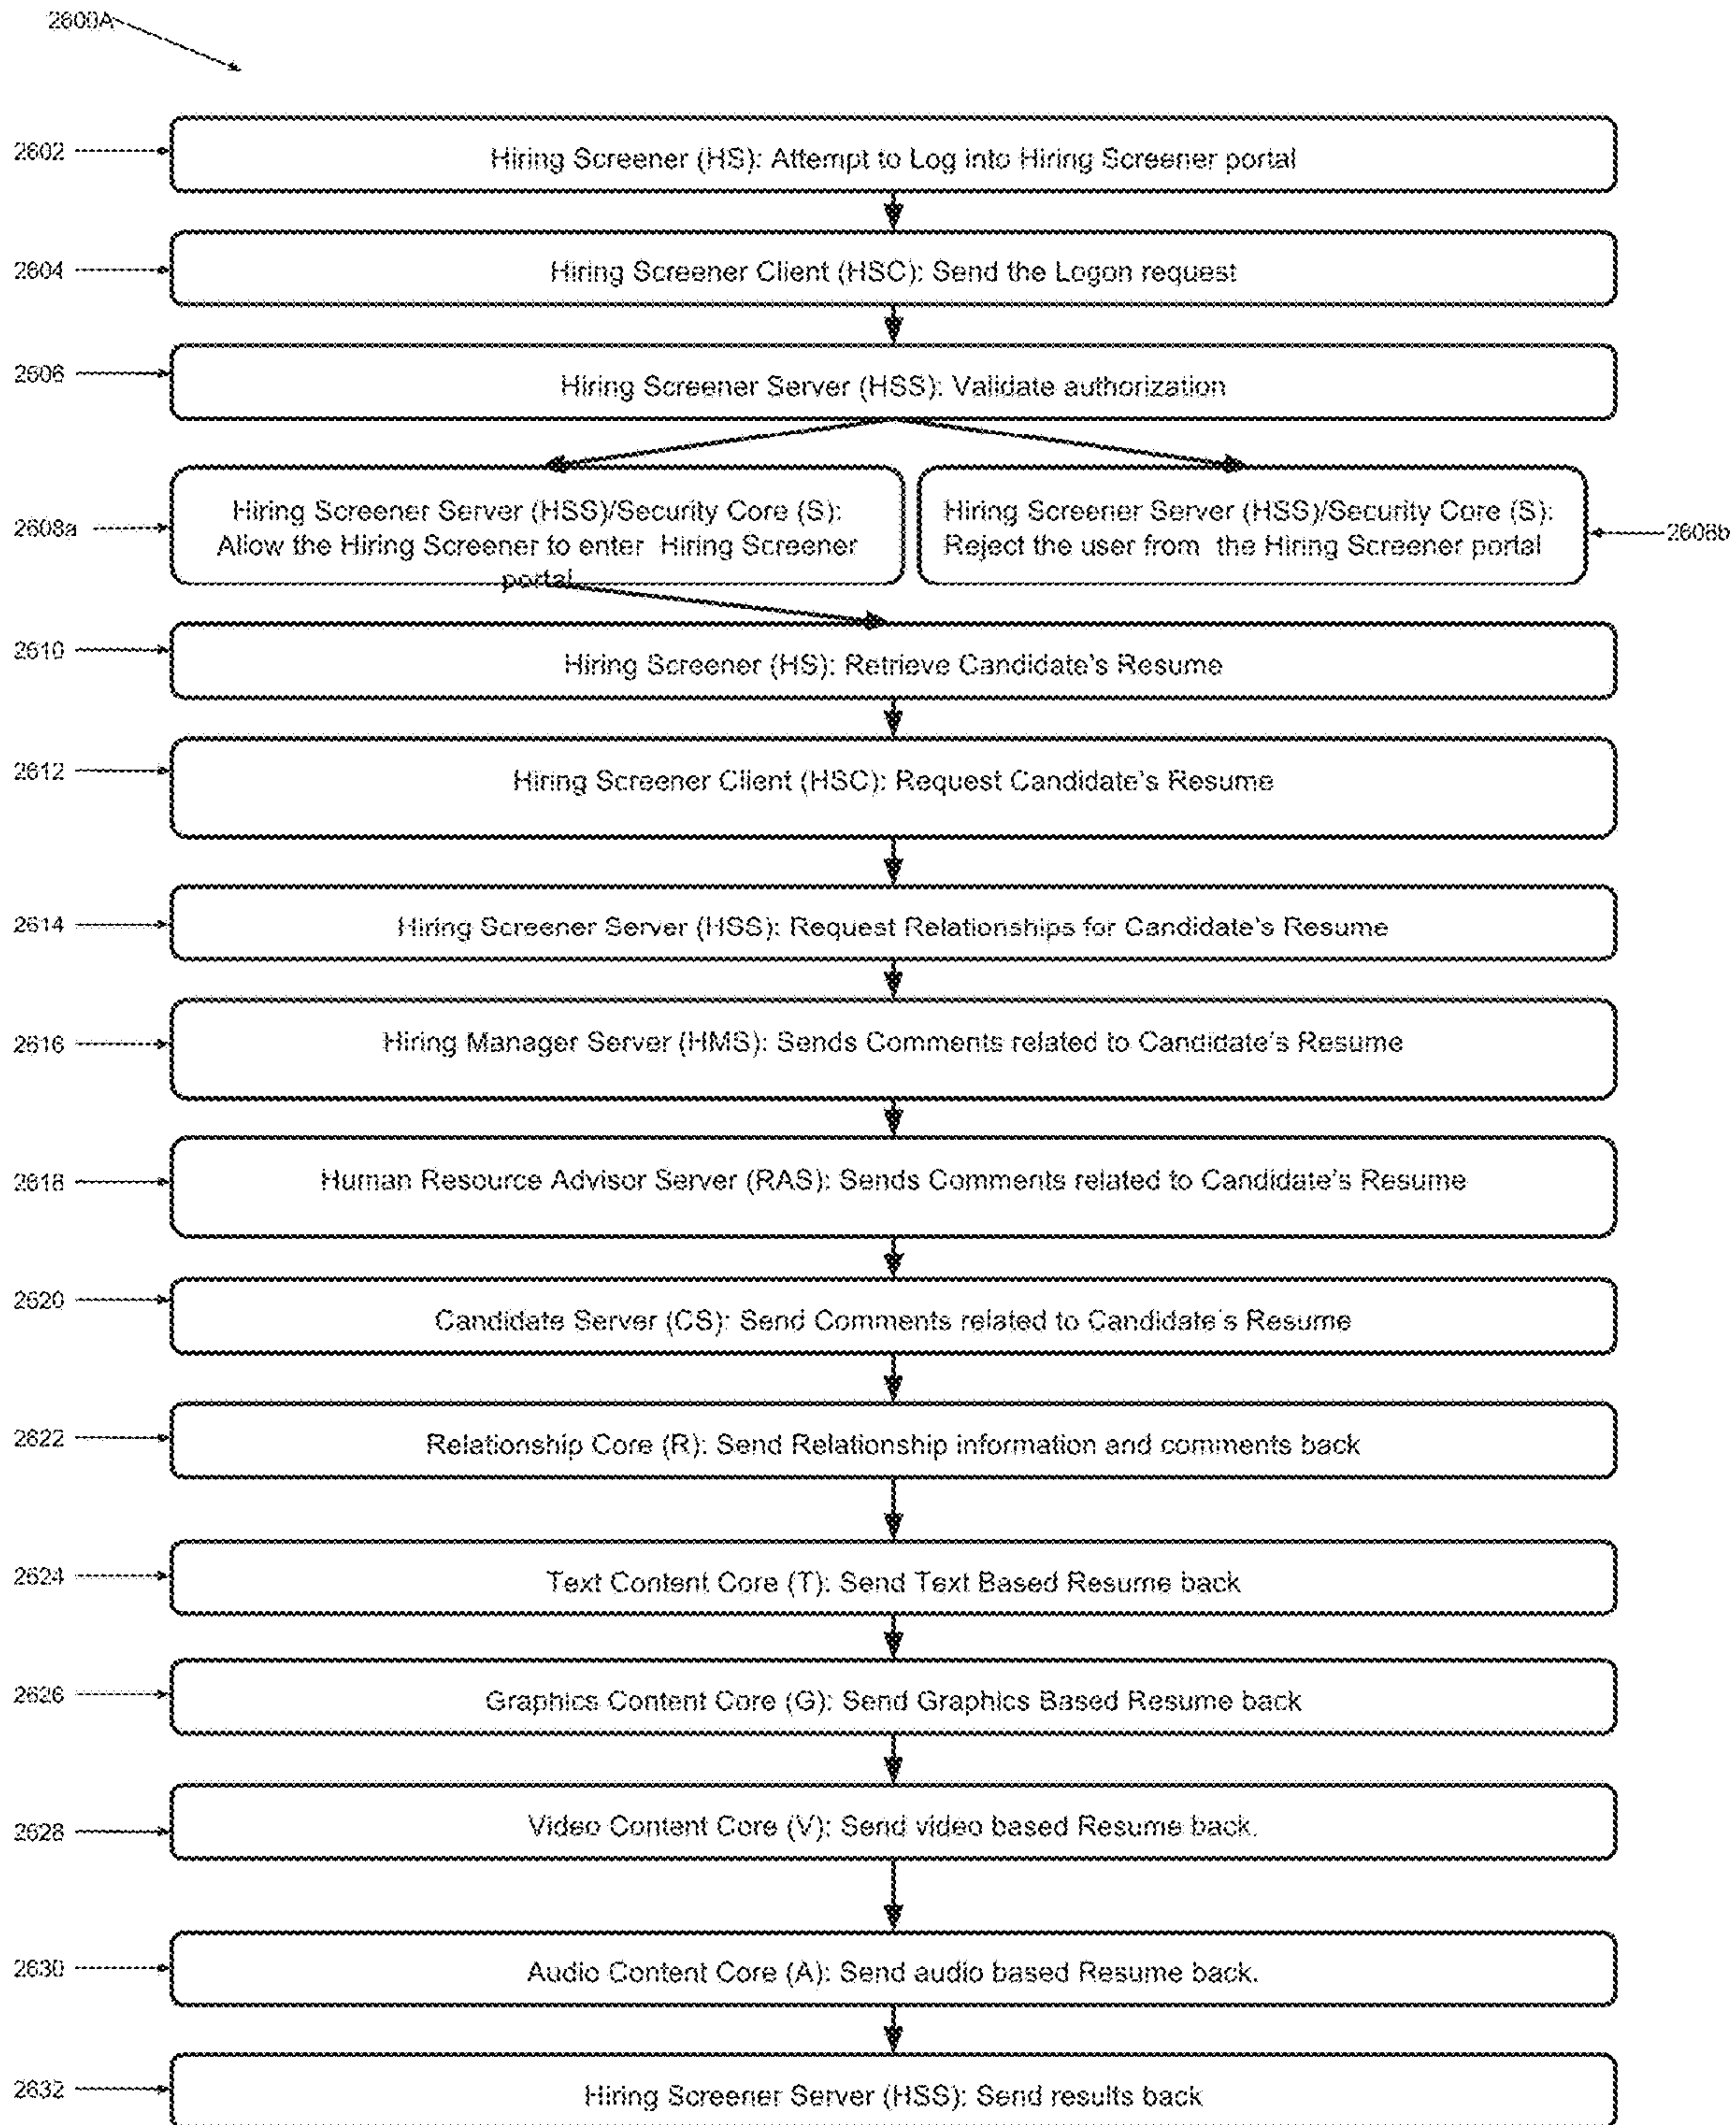 2600A
2602
Hiring Screener (HS): Attempt to Log into Hiring Screener portal
2604
Hiring Screener Client (HSC): Send the Logon request
2606
Hiring Screener Server (HSS): Validate authorization
2608a
Hiring Screener Server (HSS)/Security Core (S):
Allow the Hiring Screener to enter Hiring Screener
portal
Hiring Screener Server (HSS)/Security Core (S):
Reject the user from the Hiring Screener portal
2608b
2610
Hiring Screener (HS): Retrieve Candidate's Resume
2612
Hiring Screener Client (HSC): Request Candidate's Resume
2614
Hiring Screener Server (HSS): Request Relationships for Candidate's Resume
2616
Hiring Manager Server (HMS): Sends Comments related to Candidate's Resume
2618
Human Resource Advisor Server (RAS): Sends Comments related to Candidate's Resume
2620
Candidate Server (CS): Send Comments related to Candidate's Resume
2622
Relationship Core (R): Send Relationship information and comments back
2624
Text Content Core (T): Send Text Based Resume back
2626
Graphics Content Core (G): Send Graphics Based Resume back
2628
Video Content Core (V): Send video based Resume back.
2630
Audio Content Core (A): Send audio based Resume back.
2632
Hiring Screener Server (HSS): Send results back